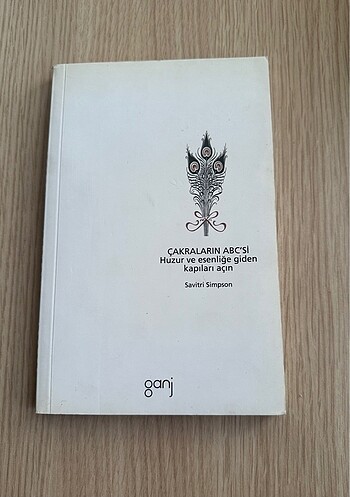 ÇAKRALARIN ABC'Sİ
Huzur ve esenliğe giden
kapıları açın
Savitri Simpson
ganj